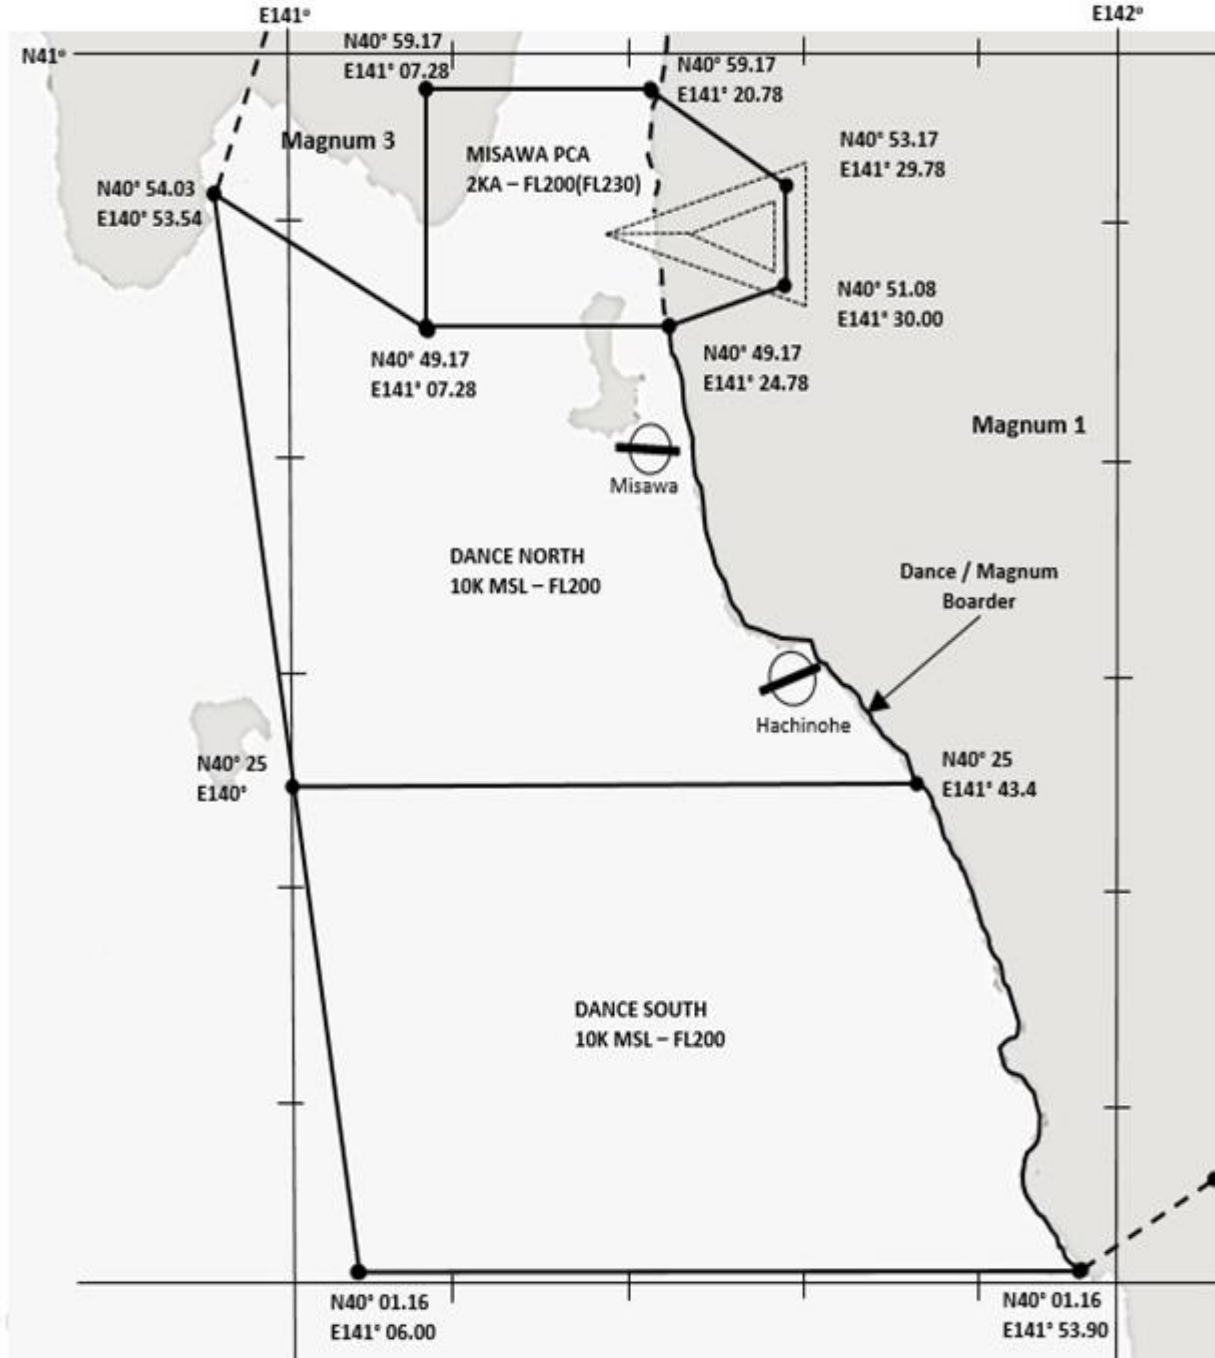 E141°
E142°
N41°
N40° 59.17
E141° 07.28
N40° 59.17
E141° 20.78
Magnum 3
MISAWA PCA
2KA – FL200(FL230)
N40° 53.17
E141° 29.78
N40° 54.03
E140° 53.54
N40° 51.08
E141° 30.00
N40° 49.17
E141° 07.28
N40° 49.17
E141° 24.78
Magnum 1
Misawa
DANCE NORTH
10K MSL – FL200
Dance / Magnum
Boarder
Hachinohe
N40° 25
E140°
N40° 25
E141° 43.4
DANCE SOUTH
10K MSL – FL200
N40° 01.16
E141° 06.00
N40° 01.16
E141° 53.90